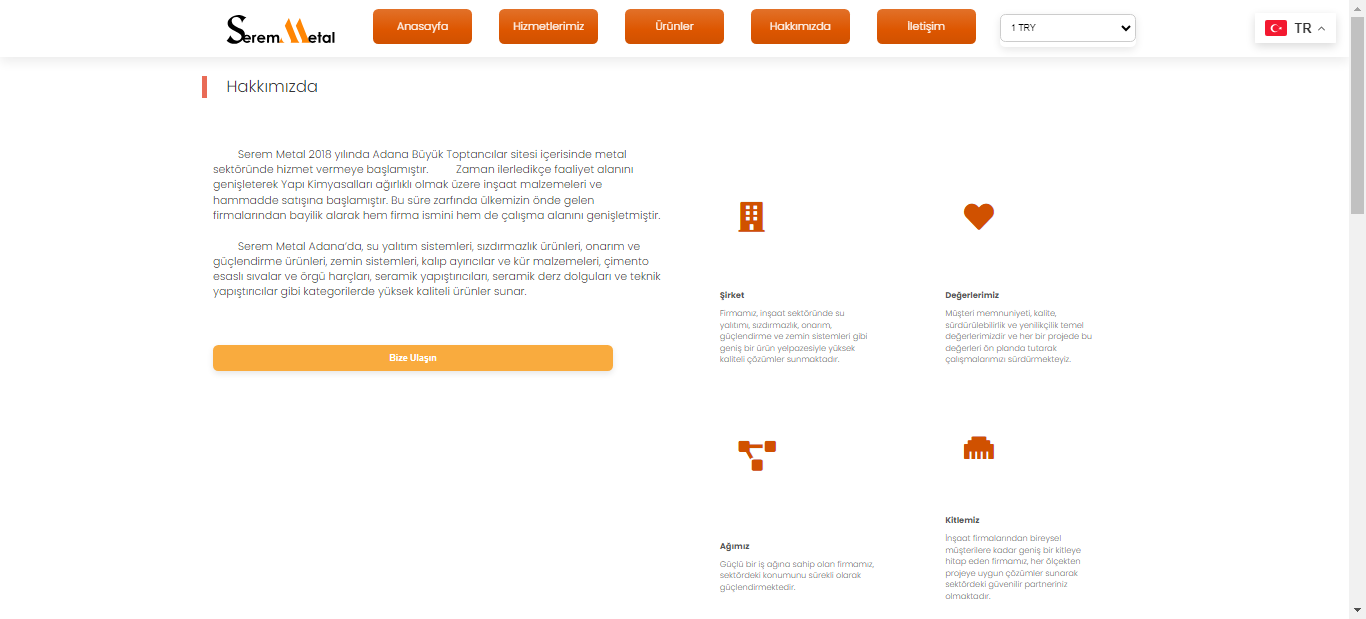 Serem Metal
Anasayfa
Hizmetlerimiz
Ürünler
Hakkımızda
İletişim
1 TRY
TR
Hakkımızda
Serem Metal 2018 yılında Adana Büyük Toptancılar sitesi içerisinde metal
sektöründe hizmet vermeye başlamıştır. Zaman ilerledikçe faaliyet alanını
genişleterek Yapı Kimyasalları ağırlıklı olmak üzere inşaat malzemeleri ve
hammadde satışına başlamıştır. Bu süre zarfında ülkemizin önde gelen
firmalarından bayilik alarak hem firma ismini hem de çalışma alanını genişletmiştir.
Serem Metal Adana’da, su yalıtım sistemleri, sızdırmazlık ürünleri, onarım ve
güçlendirme ürünleri, zemin sistemleri, kalıp ayırıcılar ve kür malzemeleri, çimento
esaslı sıvalar ve örgü harçları, seramik yapıştırıcıları, seramik derz dolguları ve teknik
yapıştırıcılar gibi kategorilerde yüksek kaliteli ürünler sunar.
Bize Ulaşın
Şirket
Firmamız, inşaat sektöründe su
yalıtımı, sızdırmazlık, onarım,
güçlendirme ve zemin sistemleri gibi
geniş bir ürün yelpazesiyle yüksek
kaliteli çözümler sunmaktadır.
Değerlerimiz
Müşteri memnuniyeti, kalite,
sürdürülebilirlik ve yenilikçilik temel
değerlerimizdir ve her bir projede bu
değerleri ön planda tutarak
çalışmalarımızı sürdürmekteyiz.
Ağımız
Güçlü bir iş ağına sahip olan firmamız,
sektördeki konumunu sürekli olarak
güçlendirmektedir.
Kitlemiz
İnşaat firmalarından bireysel
müşterilere kadar geniş bir kitleye
hitap eden firmamız, her ölçekten
projeye uygun çözümler sunarak
sektördeki güvenilir partneriniz
olmaktadır.